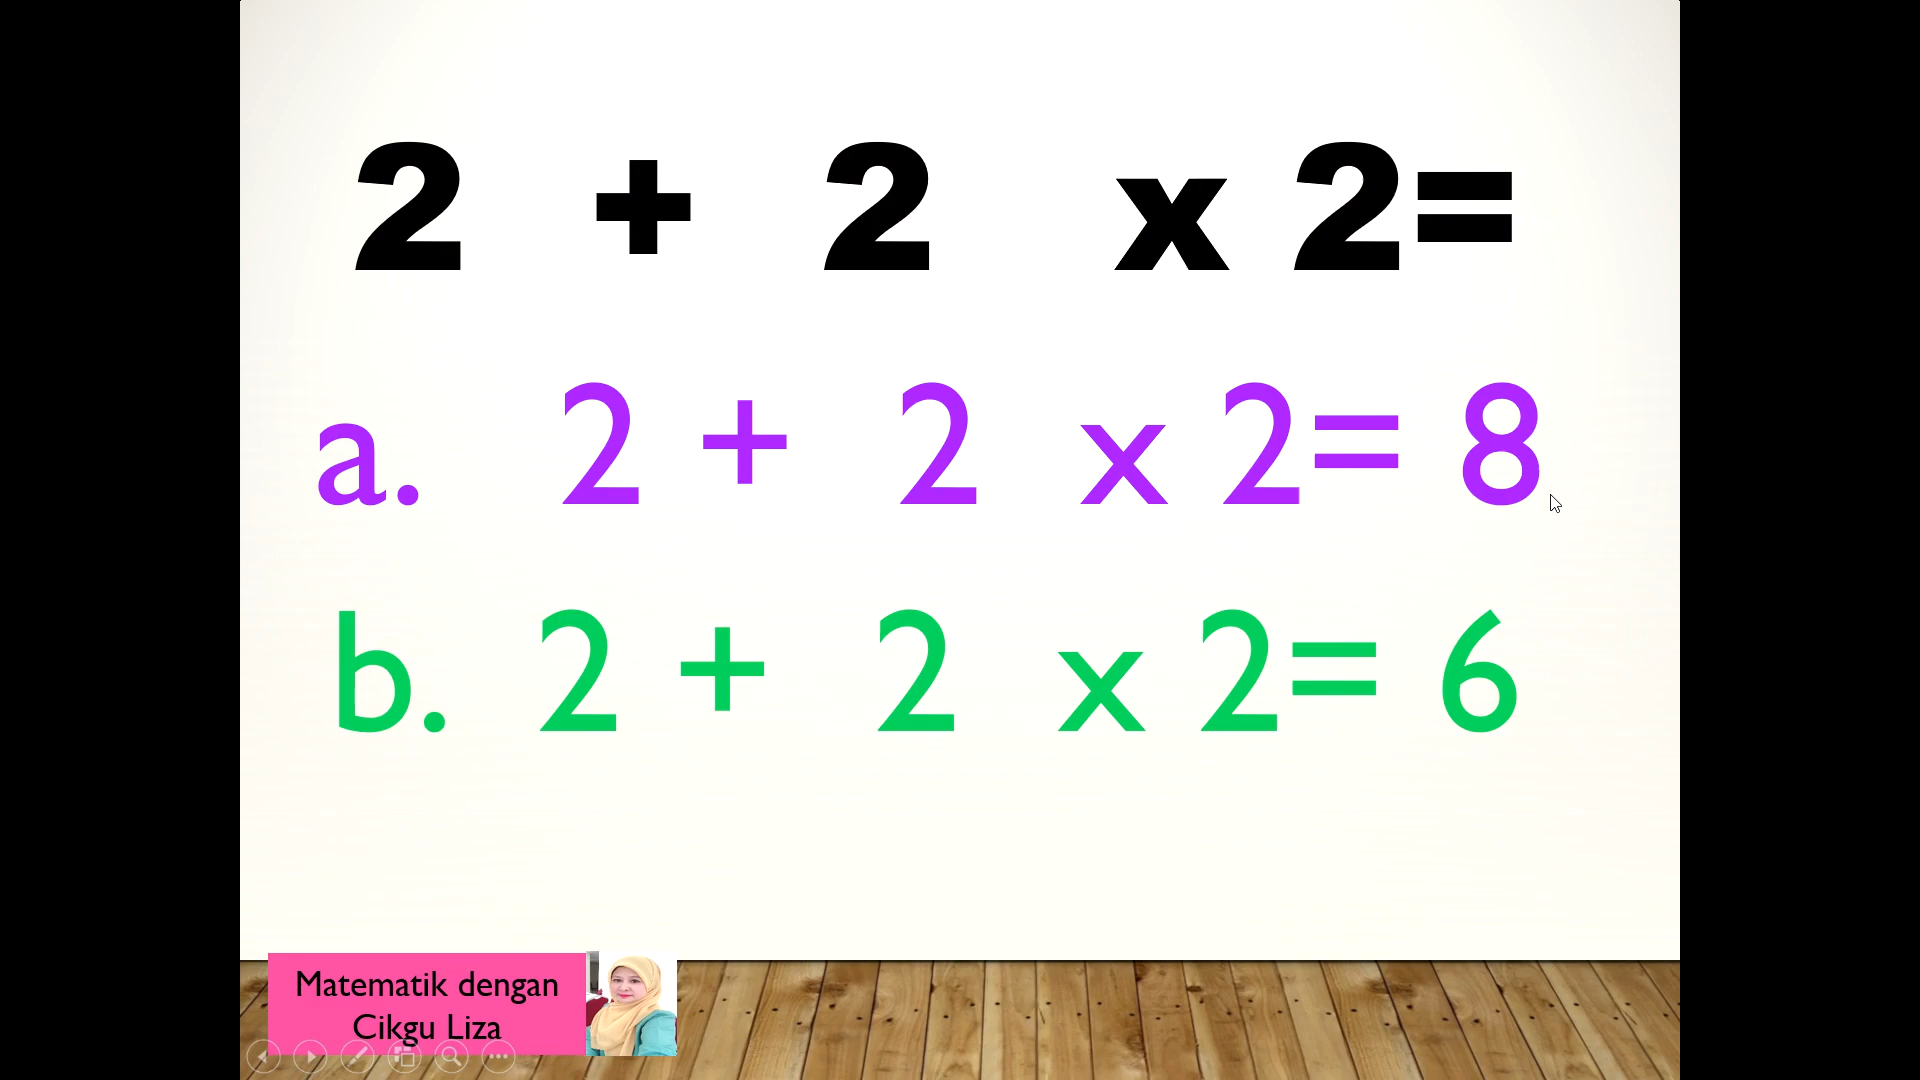 2 + 2 x 2=
a. 2 + 2 x 2= 8
b. 2 + 2 x 2= 6
Matematik dengan
Cikgu Liza